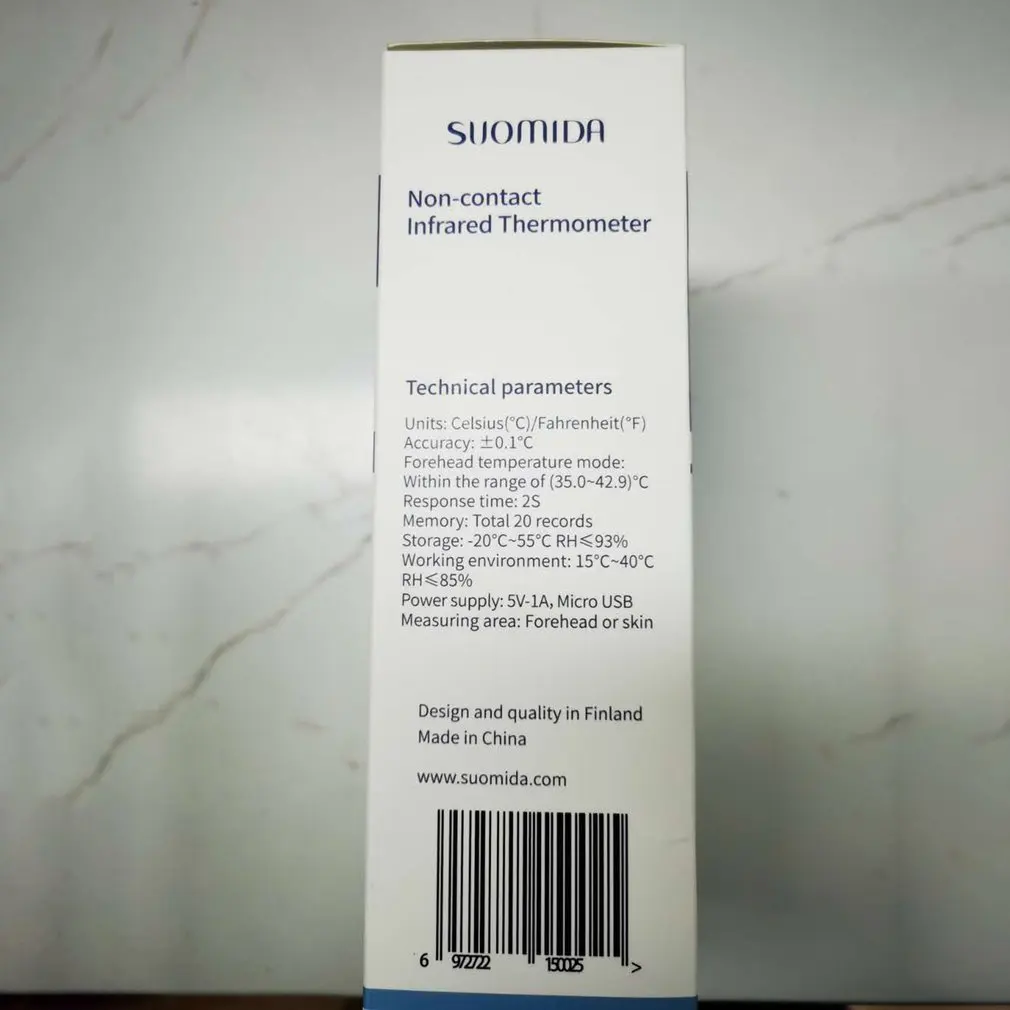 SUOMIDA
Non-contact
Infrared Thermometer
Technical parameters
Units: Celsius(°C)/Fahrenheit(°F)
Accuracy: ±0.1°C
Forehead temperature mode:
Within the range of (35.0~42.9)°C
Response time: 2S
Memory: Total 20 records
Storage: -20°C~55°C RH≤93%
Working environment: 15°C~40°C
RH≤85%
Power supply: 5V-1A, Micro USB
Measuring area: Forehead or skin
Design and quality in Finland
Made in China
www.suomida.com
6 972722 150025 >